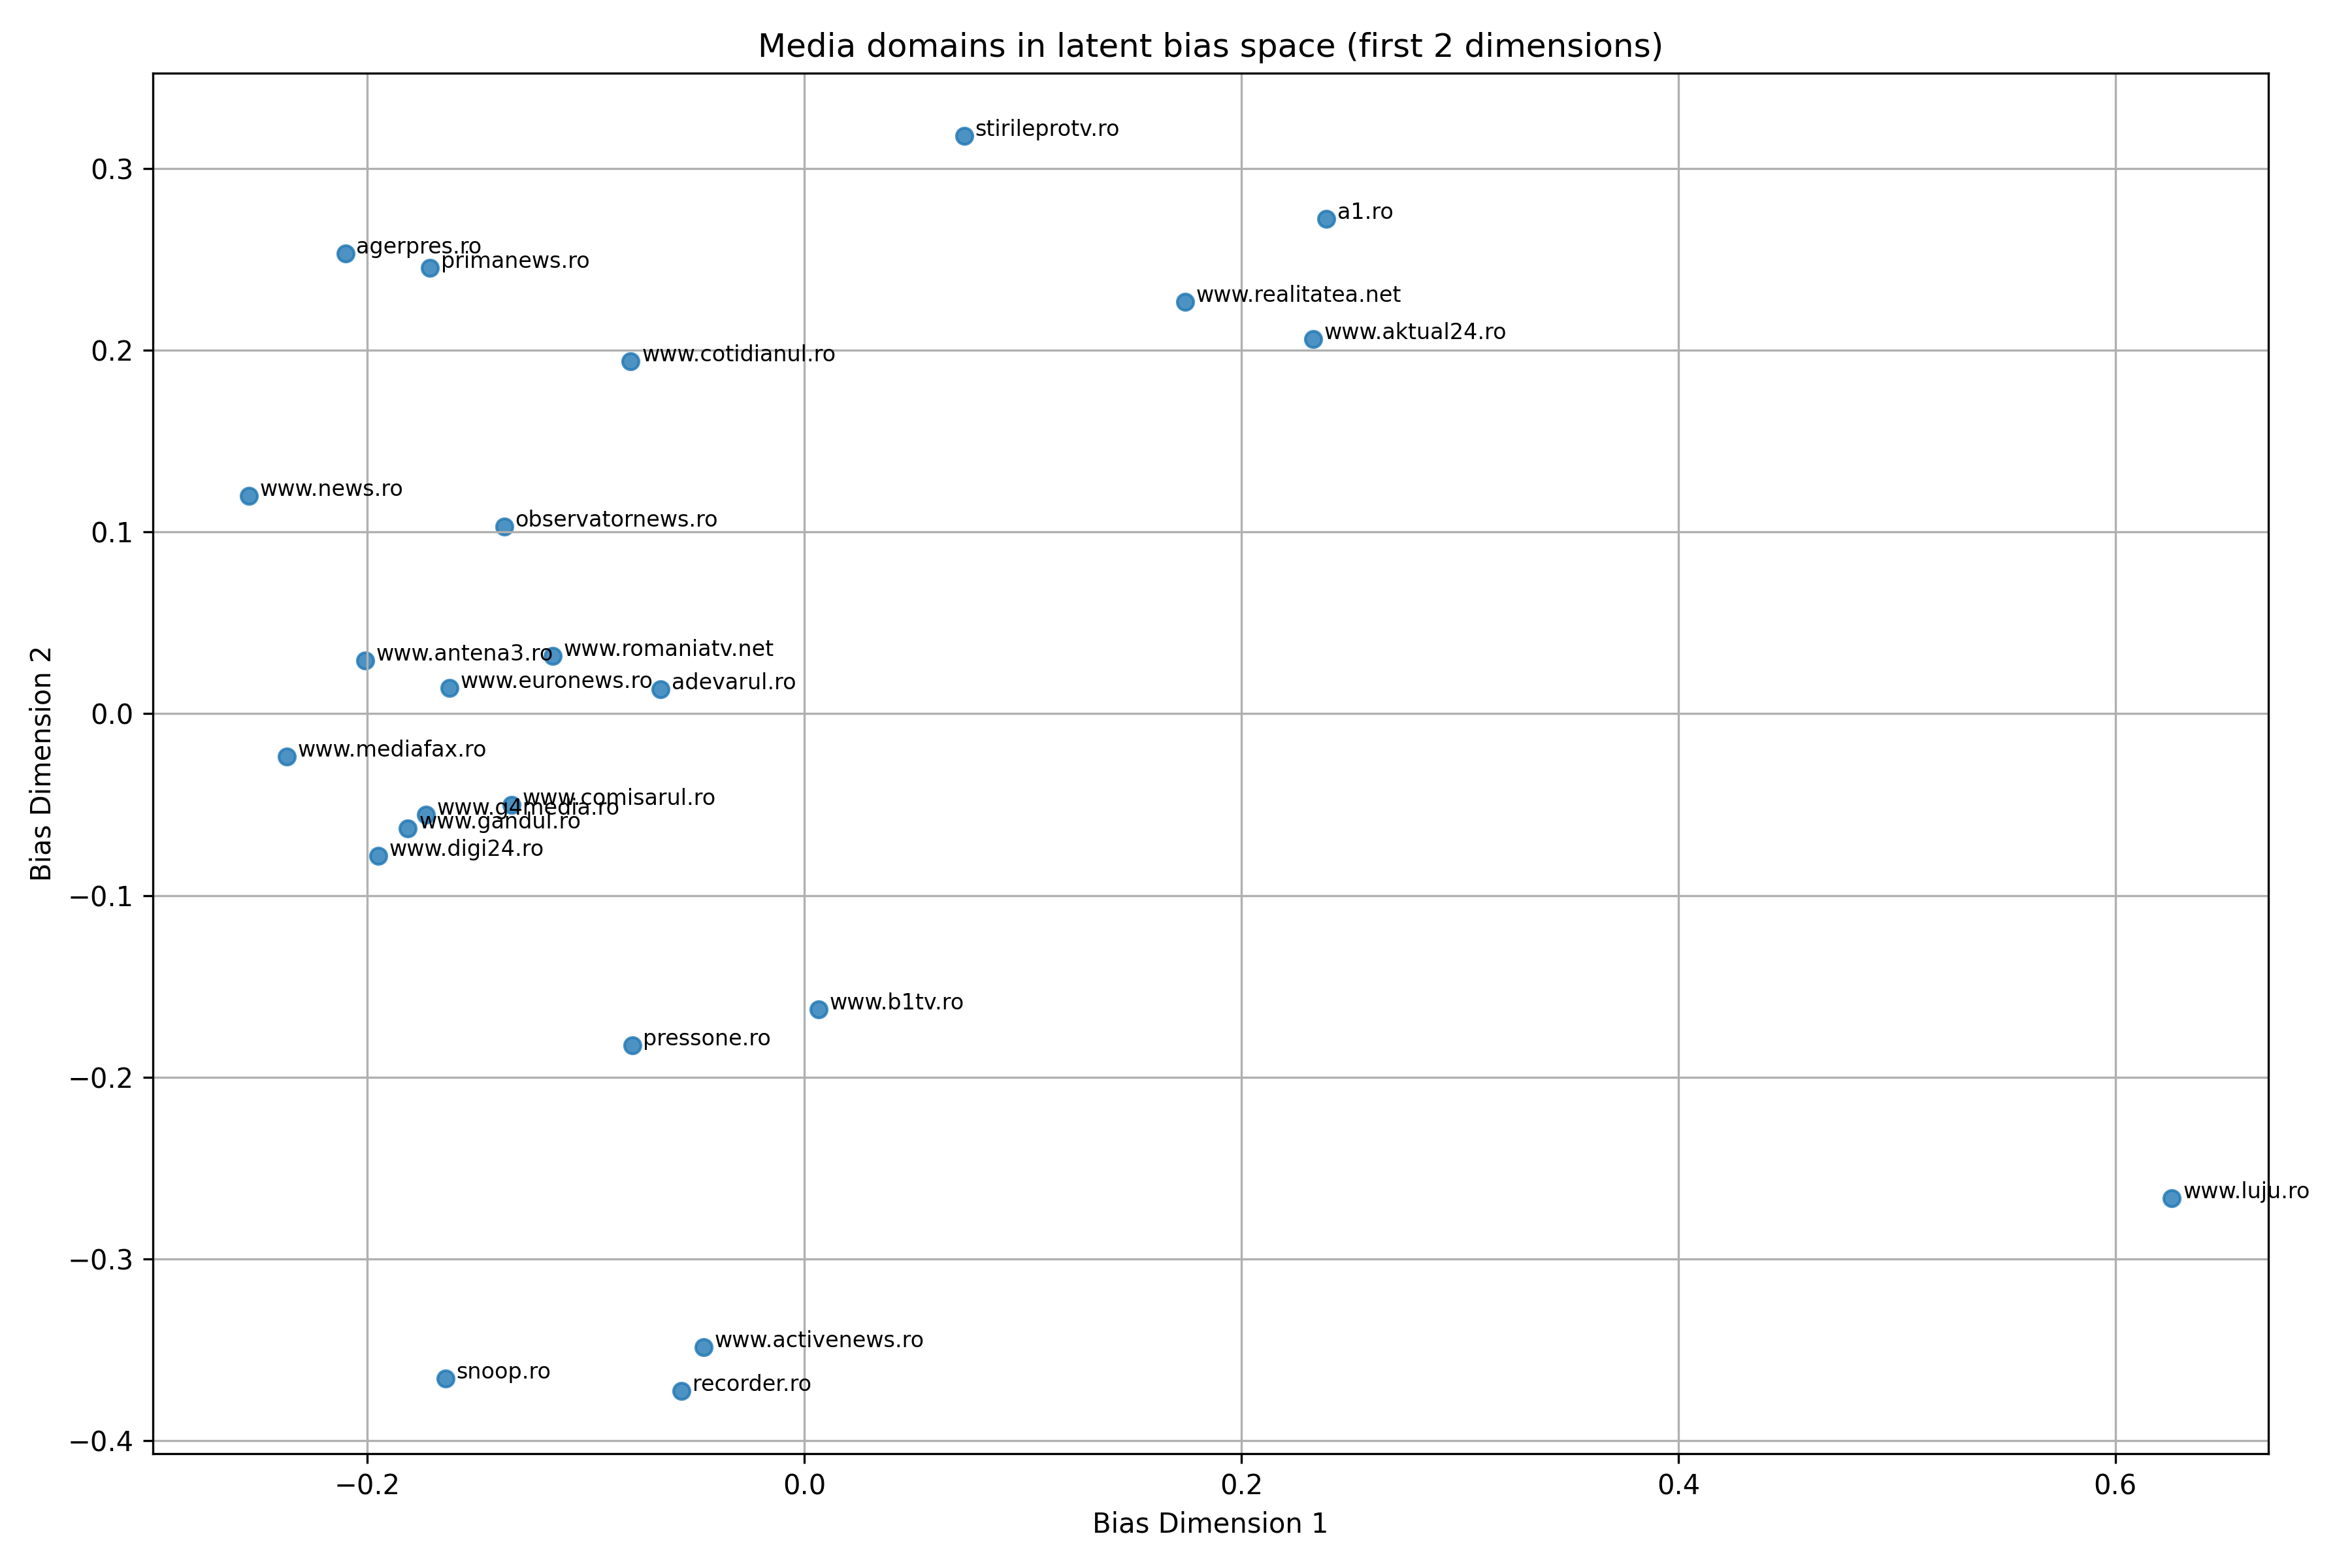 Media domains in latent bias space (first 2 dimensions)
stirileprotv.ro
0.3
a1.ro
agerpres.ro
primanews.ro
www.realitatea.net
www.aktual24.ro
0.2
www.cotidianul.ro
www.news.ro
observatornews.ro
0.1
www.antena3.ro
www.romaniatv.net
www.euronews.ro
adevarul.ro
0.0
Bias Dimension 2
www.mediafax.ro
www.comisarul.ro
www.g4media.ro
www.gandul.ro
www.digi24.ro
−0.1
www.b1tv.ro
pressone.ro
−0.2
www.luju.ro
−0.3
www.activenews.ro
snoop.ro
recorder.ro
−0.4
−0.2
0.0
0.2
0.4
0.6
Bias Dimension 1